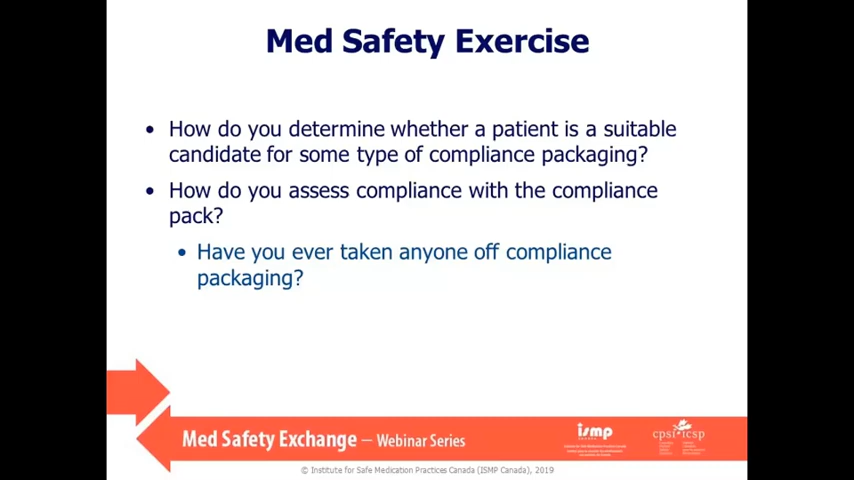 Med Safety Exercise
• How do you determine whether a patient is a suitable
candidate for some type of compliance packaging?
• How do you assess compliance with the compliance
pack?
• Have you ever taken anyone off compliance
packaging?
Med Safety Exchange – Webinar Series
ismp
CANADA
cpsi icsp
© Institute for Safe Medication Practices Canada (ISMP Canada), 2019